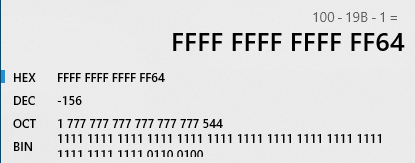 100 - 19B - 1 =
FFFF FFFF FFFF FF64
HEX FFFF FFFF FFFF FF64
DEC -156
OCT 1 777 777 777 777 777 777 544
BIN 1111 1111 1111 1111 1111 1111 1111 1111 1111 1111 1111
1111 1111 1111 0110 0100